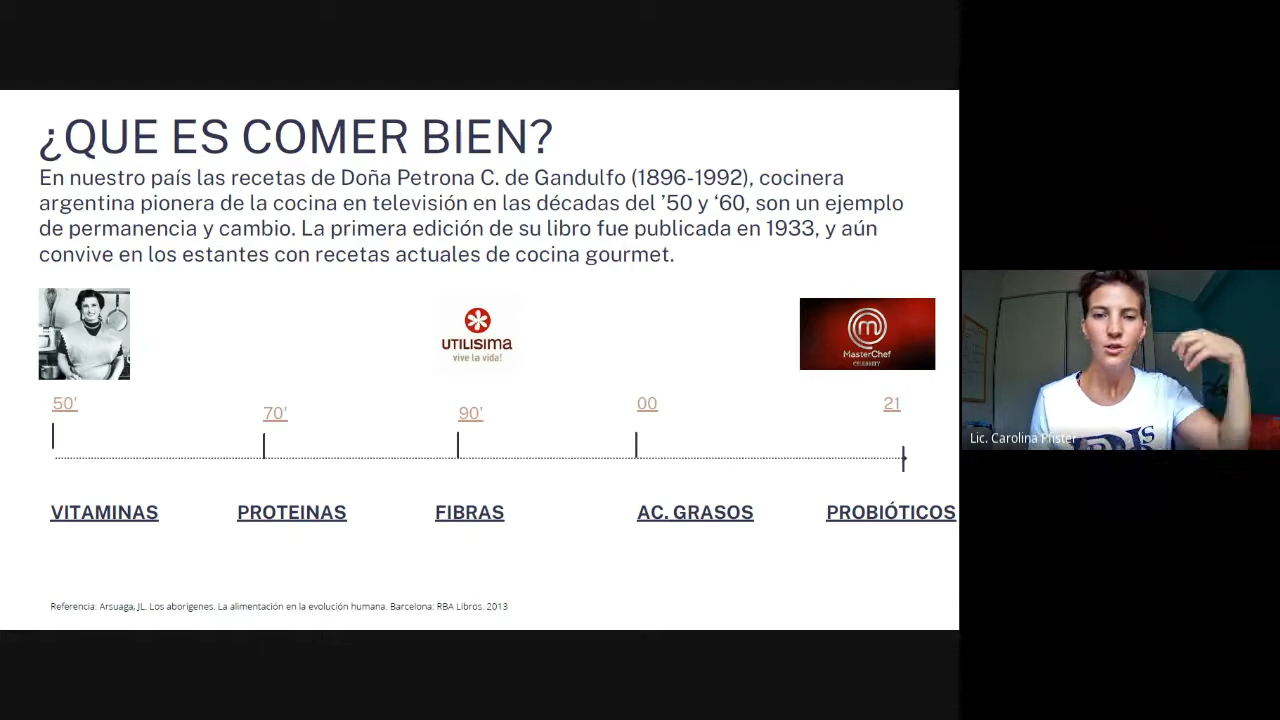 ¿QUE ES COMER BIEN?
En nuestro país las recetas de Doña Petrona C. de Gandulfo (1896-1992), cocinera
argentina pionera de la cocina en televisión en las décadas del ’50 y ‘60, son un ejemplo
de permanencia y cambio. La primera edición de su libro fue publicada en 1933, y aún
convive en los estantes con recetas actuales de cocina gourmet.
UTILISIMA
vive la vida!
MasterChef
CELEBRITY
50'
70'
90'
00
21
VITAMINAS
PROTEINAS
FIBRAS
AC. GRASOS
PROBIÓTICOS
Referencia: Arsuaga, JL. Los aborígenes. La alimentación en la evolución humana. Barcelona: RBA Libros. 2013
Lic. Carolina Pfister